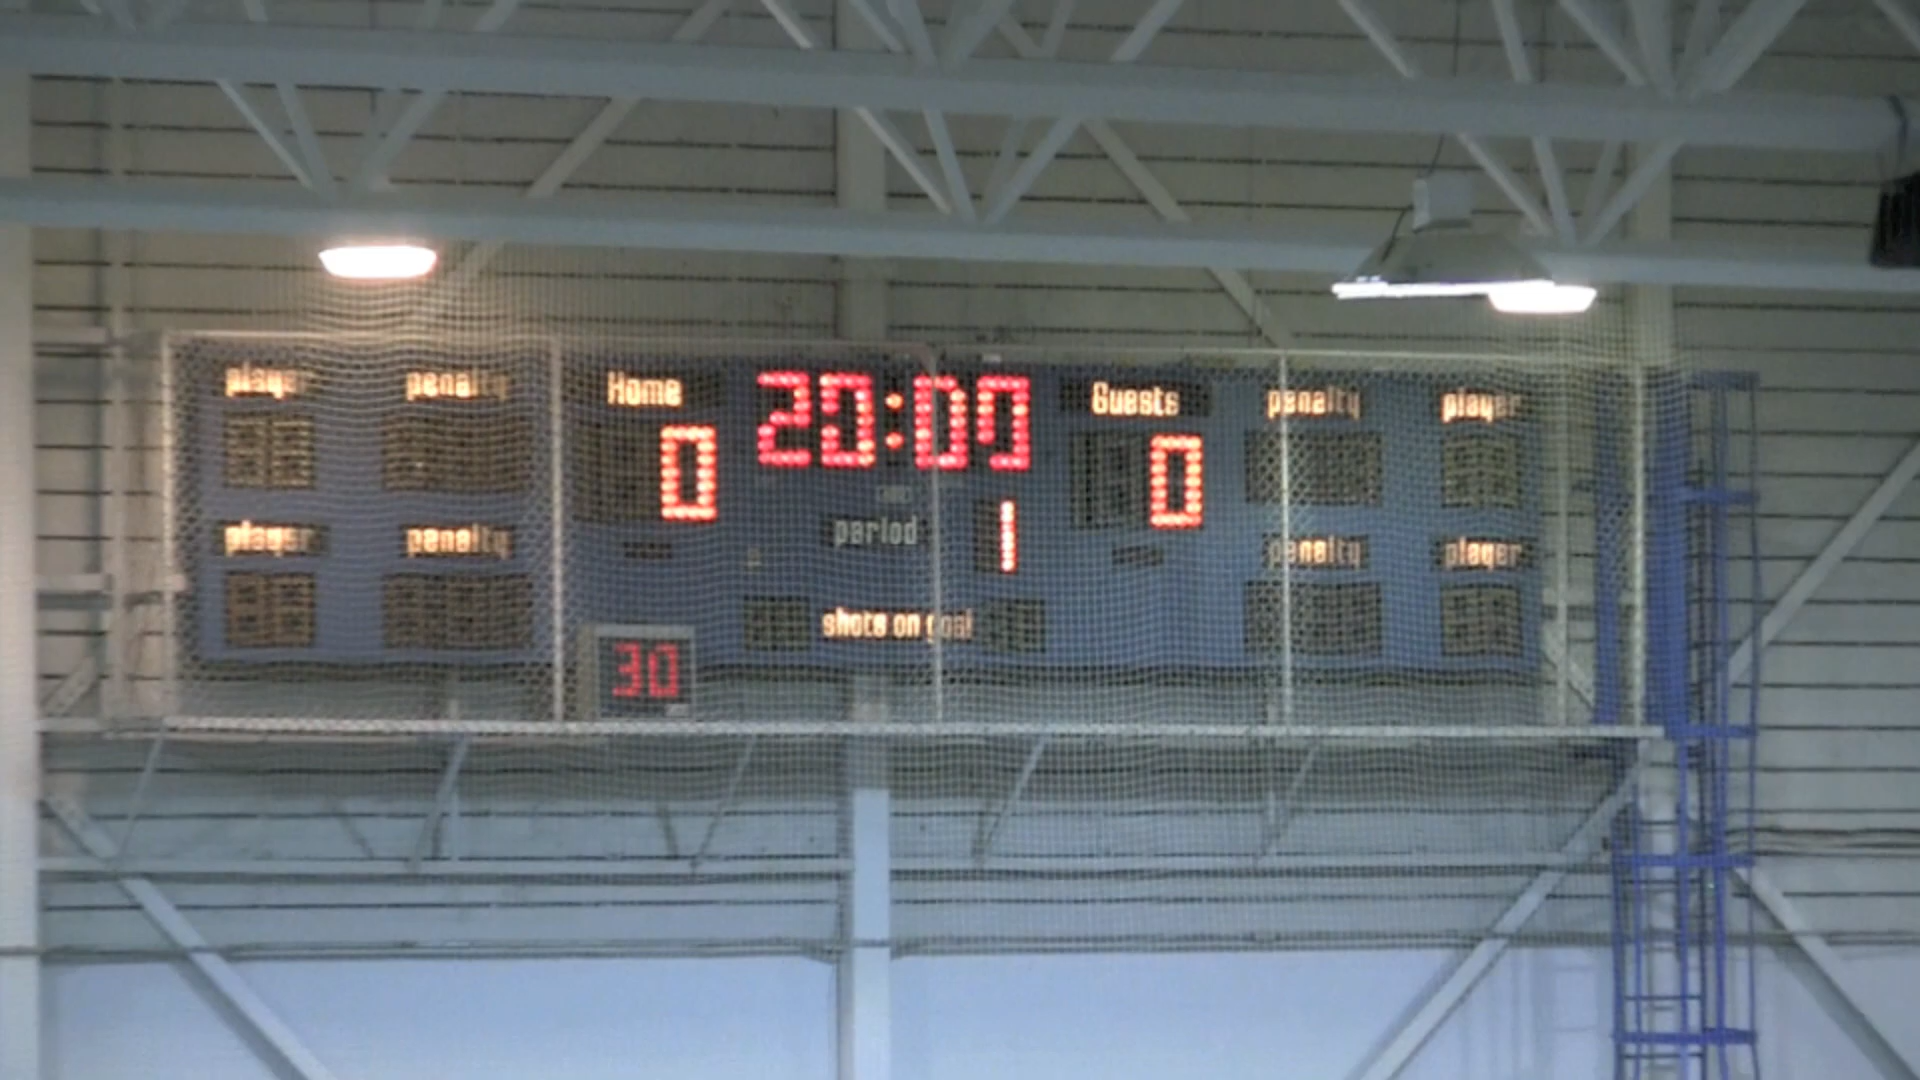 player penalty Home 20:00 Guests penalty player
0 0
period 1
player penalty penalty player
shots on goal
30